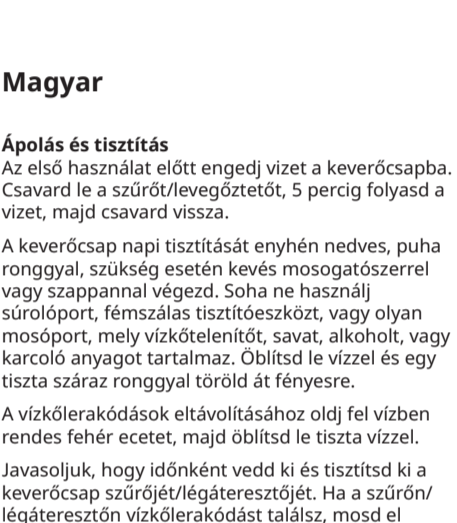 Magyar
Ápolás és tisztítás
Az első használat előtt engedj vizet a keverőcsapba.
Csavard le a szűrőt/levegőztetőt, 5 percig folyasd a
vizet, majd csavard vissza.
A keverőcsap napi tisztítását enyhén nedves, puha
ronggyal, szükség esetén kevés mosogatószerrel
vagy szappannal végezd. Soha ne használj
súrolóport, fémszálas tisztítóeszközt, vagy olyan
mosóport, mely vízkőtelenítőt, savat, alkoholt, vagy
karcoló anyagot tartalmaz. Öblítsd le vízzel és egy
tiszta száraz ronggyal töröld át fényesre.
A vízkőlerakódások eltávolításához oldj fel vízben
rendes fehér ecetet, majd öblítsd le tiszta vízzel.
Javasoljuk, hogy időnként vedd ki és tisztítsd ki a
keverőcsap szűrőjét/légáteresztőjét. Ha a szűrőn/
légáteresztőn vízkőlerakódást találsz, mosd el